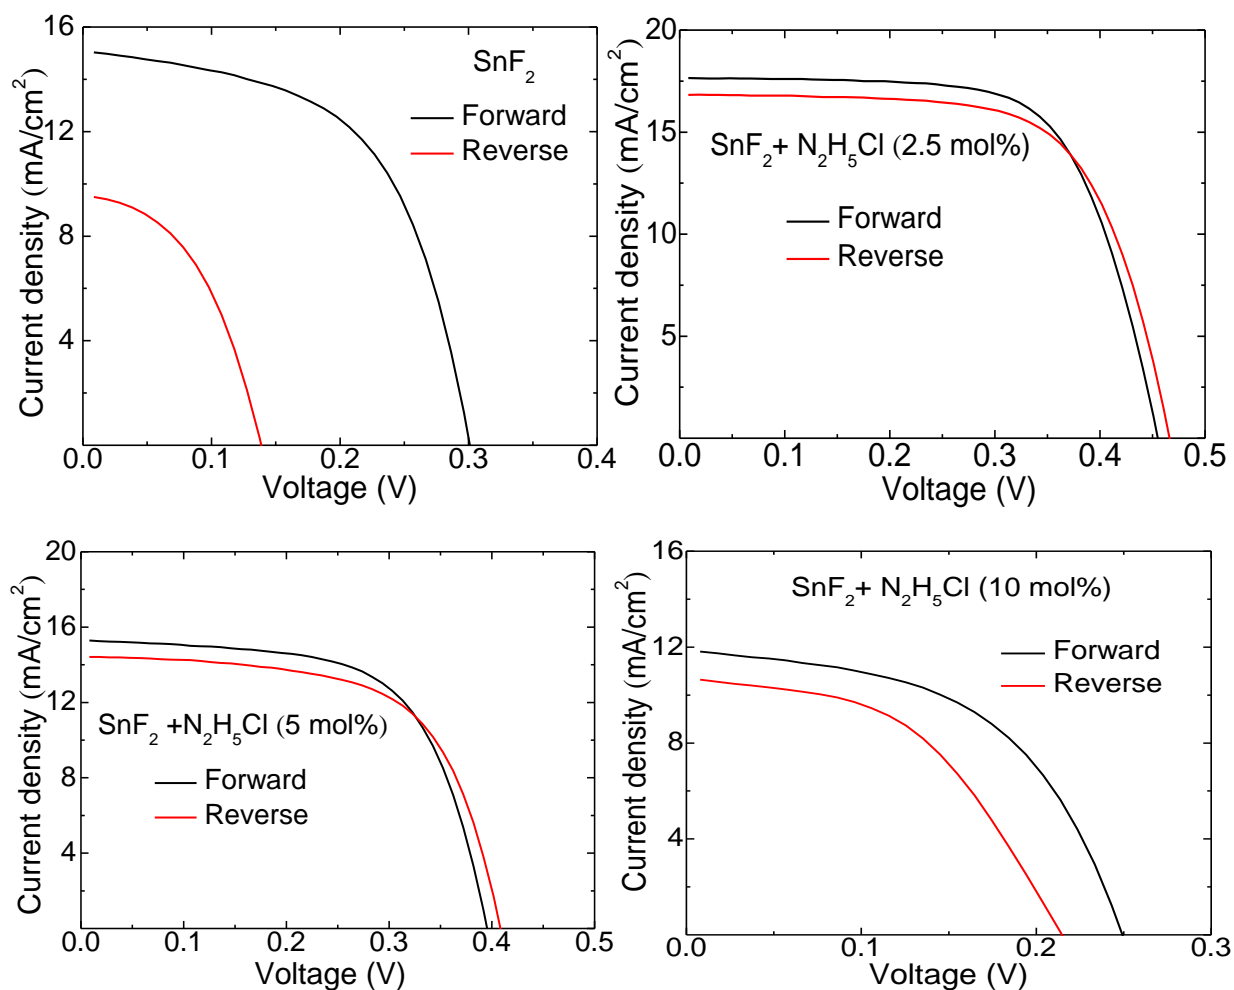 16
12
8
4
0.0 0.1 0.2 0.3 0.4
Current density (mA/cm²)
Voltage (V)
SnF₂
Forward
Reverse
20
15
10
5
0.0 0.1 0.2 0.3 0.4 0.5
Current density (mA/cm²)
Voltage (V)
SnF₂+ N₂H₅Cl (2.5 mol%)
Forward
Reverse
20
16
12
8
4
0.0 0.1 0.2 0.3 0.4 0.5
Current density (mA/cm²)
Voltage (V)
SnF₂ +N₂H₅Cl (5 mol%)
Forward
Reverse
16
12
8
4
0.0 0.1 0.2 0.3
Current density (mA/cm²)
Voltage (V)
SnF₂+ N₂H₅Cl (10 mol%)
Forward
Reverse